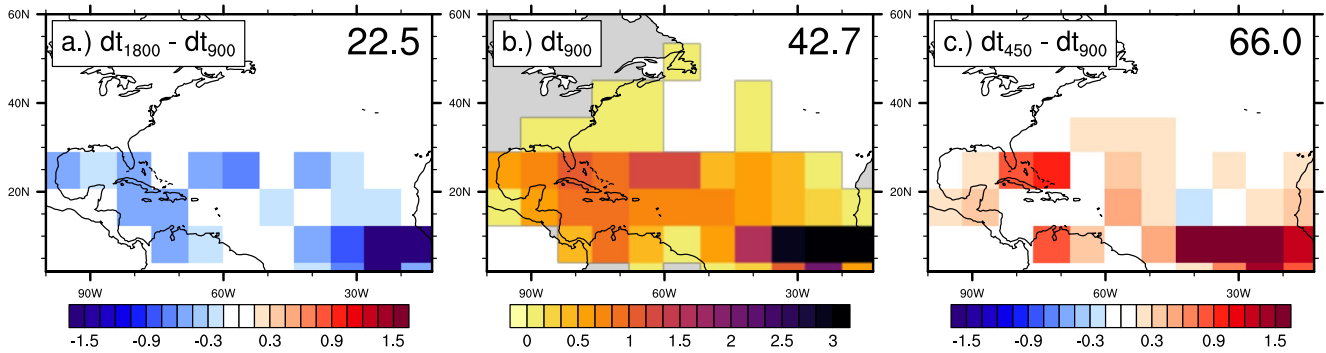 a.) dt1800 - dt900 22.5
60N
40N
20N
90W 60W 30W
-1.5 -0.9 -0.3 0.3 0.9 1.5
b.) dt900 42.7
60N
40N
20N
90W 60W 30W
0 0.5 1 1.5 2 2.5 3
c.) dt450 - dt900 66.0
60N
40N
20N
90W 60W 30W
-1.5 -0.9 -0.3 0.3 0.9 1.5